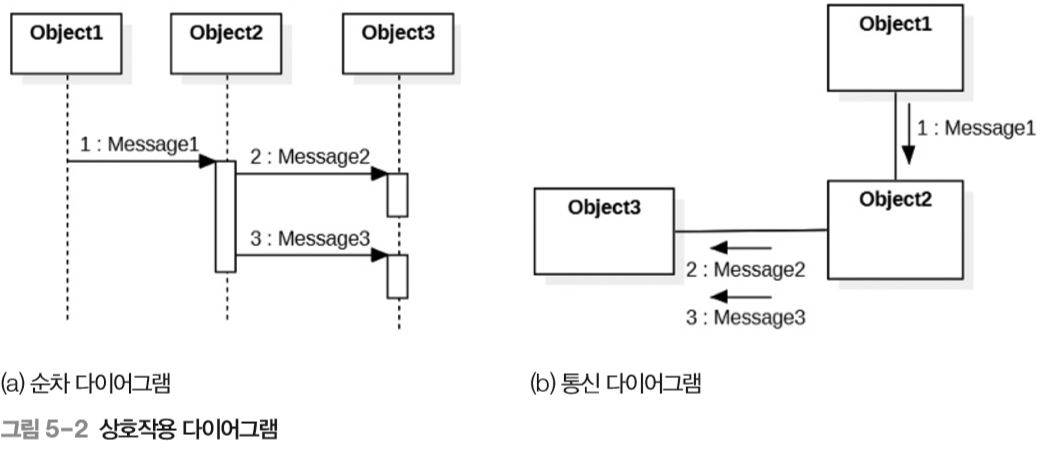 Object1
Object2
Object3
1 : Message1
2 : Message2
3 : Message3
(a) 순차 다이어그램
Object1
1 : Message1
Object2
Object3
2 : Message2
3 : Message3
(b) 통신 다이어그램
그림 5-2 상호작용 다이어그램